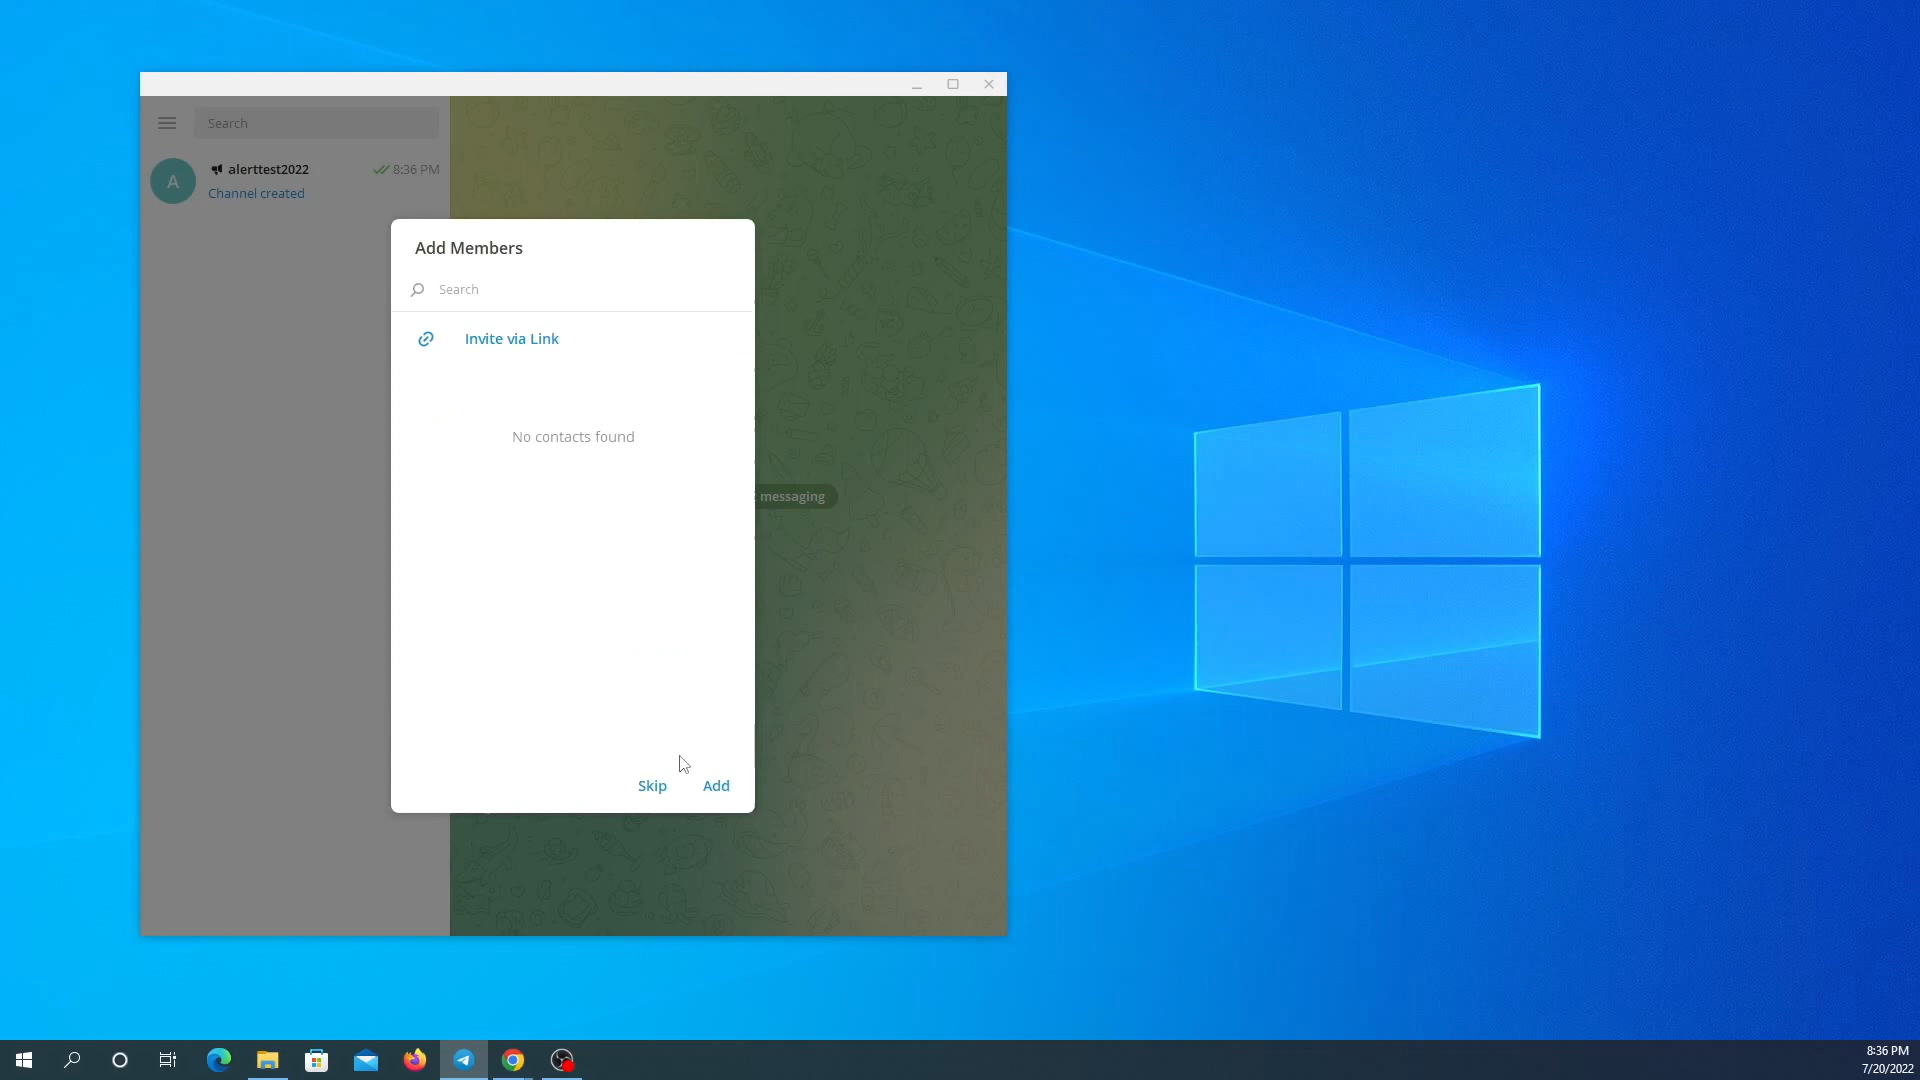 Search
alerttest2022
8:36 PM
Channel created
A
Add Members
Search
Invite via Link
No contacts found
messaging
Skip
Add
8:36 PM
7/20/2022